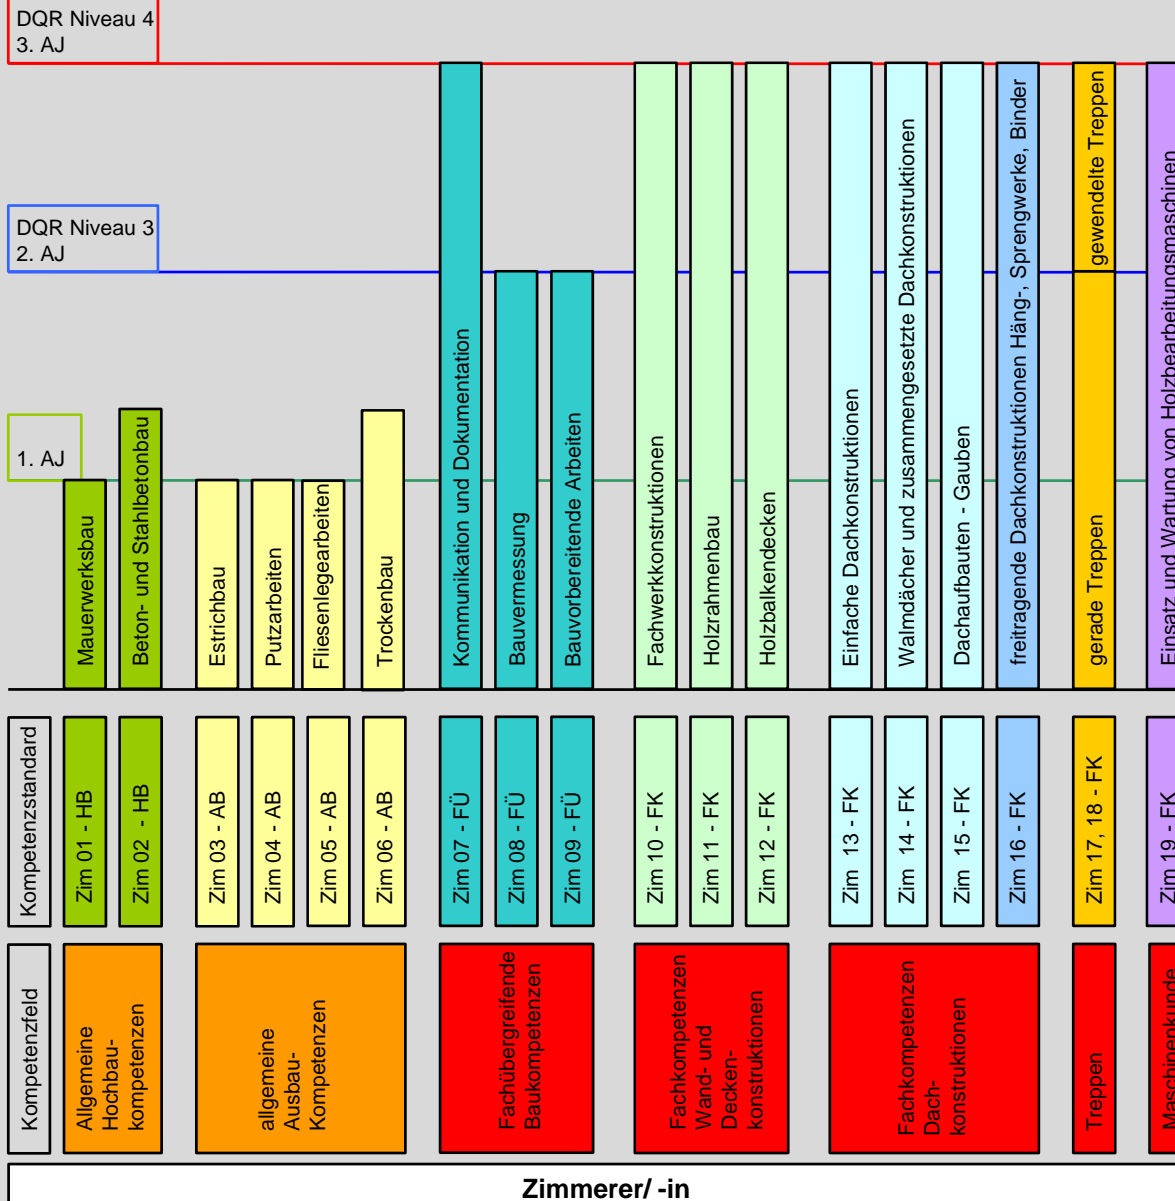 DQR Niveau 4
3. AJ
DQR Niveau 3
2. AJ
1. AJ
Mauerwerksbau
Beton- und Stahlbetonbau
Estrichbau
Putzarbeiten
Fliesenlegearbeiten
Trockenbau
Kommunikation und Dokumentation
Bauvermessung
Bauvorbereitende Arbeiten
Fachwerkkonstruktionen
Holzrahmenbau
Holzbalkendecken
Einfache Dachkonstruktionen
Walmdächer und zusammengesetzte Dachkonstruktionen
Dachaufbauten - Gauben
freitragende Dachkonstruktionen Häng-, Sprengwerke, Binder
gerade Treppen
gewendelte Treppen
Einsatz und Wartung von Holzbearbeitungsmaschinen
Kompetenzstandard
Zim 01 - HB
Zim 02 - HB
Zim 03 - AB
Zim 04 - AB
Zim 05 - AB
Zim 06 - AB
Zim 07 - FÜ
Zim 08 - FÜ
Zim 09 - FÜ
Zim 10 - FK
Zim 11 - FK
Zim 12 - FK
Zim 13 - FK
Zim 14 - FK
Zim 15 - FK
Zim 16 - FK
Zim 17, 18 - FK
Zim 19 - FK
Kompetenzfeld
Allgemeine
Hochbau-
kompetenzen
allgemeine
Ausbau-
Kompetenzen
Fachübergreifende
Baukompetenzen
Fachkompetenzen
Wand- und
Decken-
konstruktionen
Fachkompetenzen
Dach-
konstruktionen
Treppen
Maschinenkunde
Zimmerer/ -in